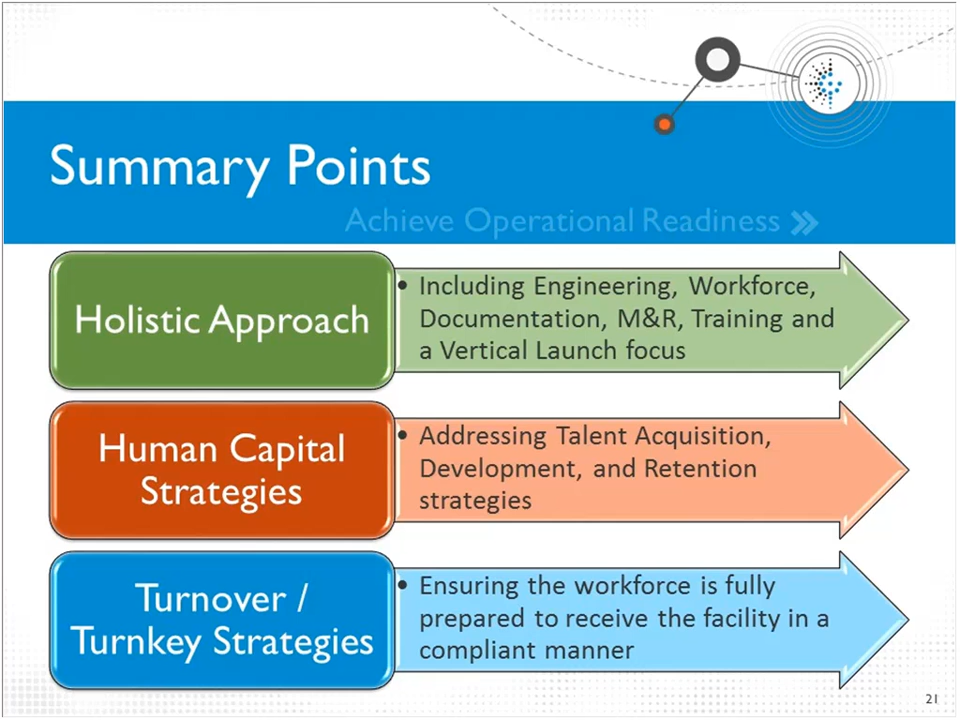 Summary Points
Achieve Operational Readiness »
Holistic Approach
• Including Engineering, Workforce,
Documentation, M&R, Training and
a Vertical Launch focus
Human Capital
Strategies
• Addressing Talent Acquisition,
Development, and Retention
strategies
Turnover /
Turnkey Strategies
• Ensuring the workforce is fully
prepared to receive the facility in a
compliant manner
21